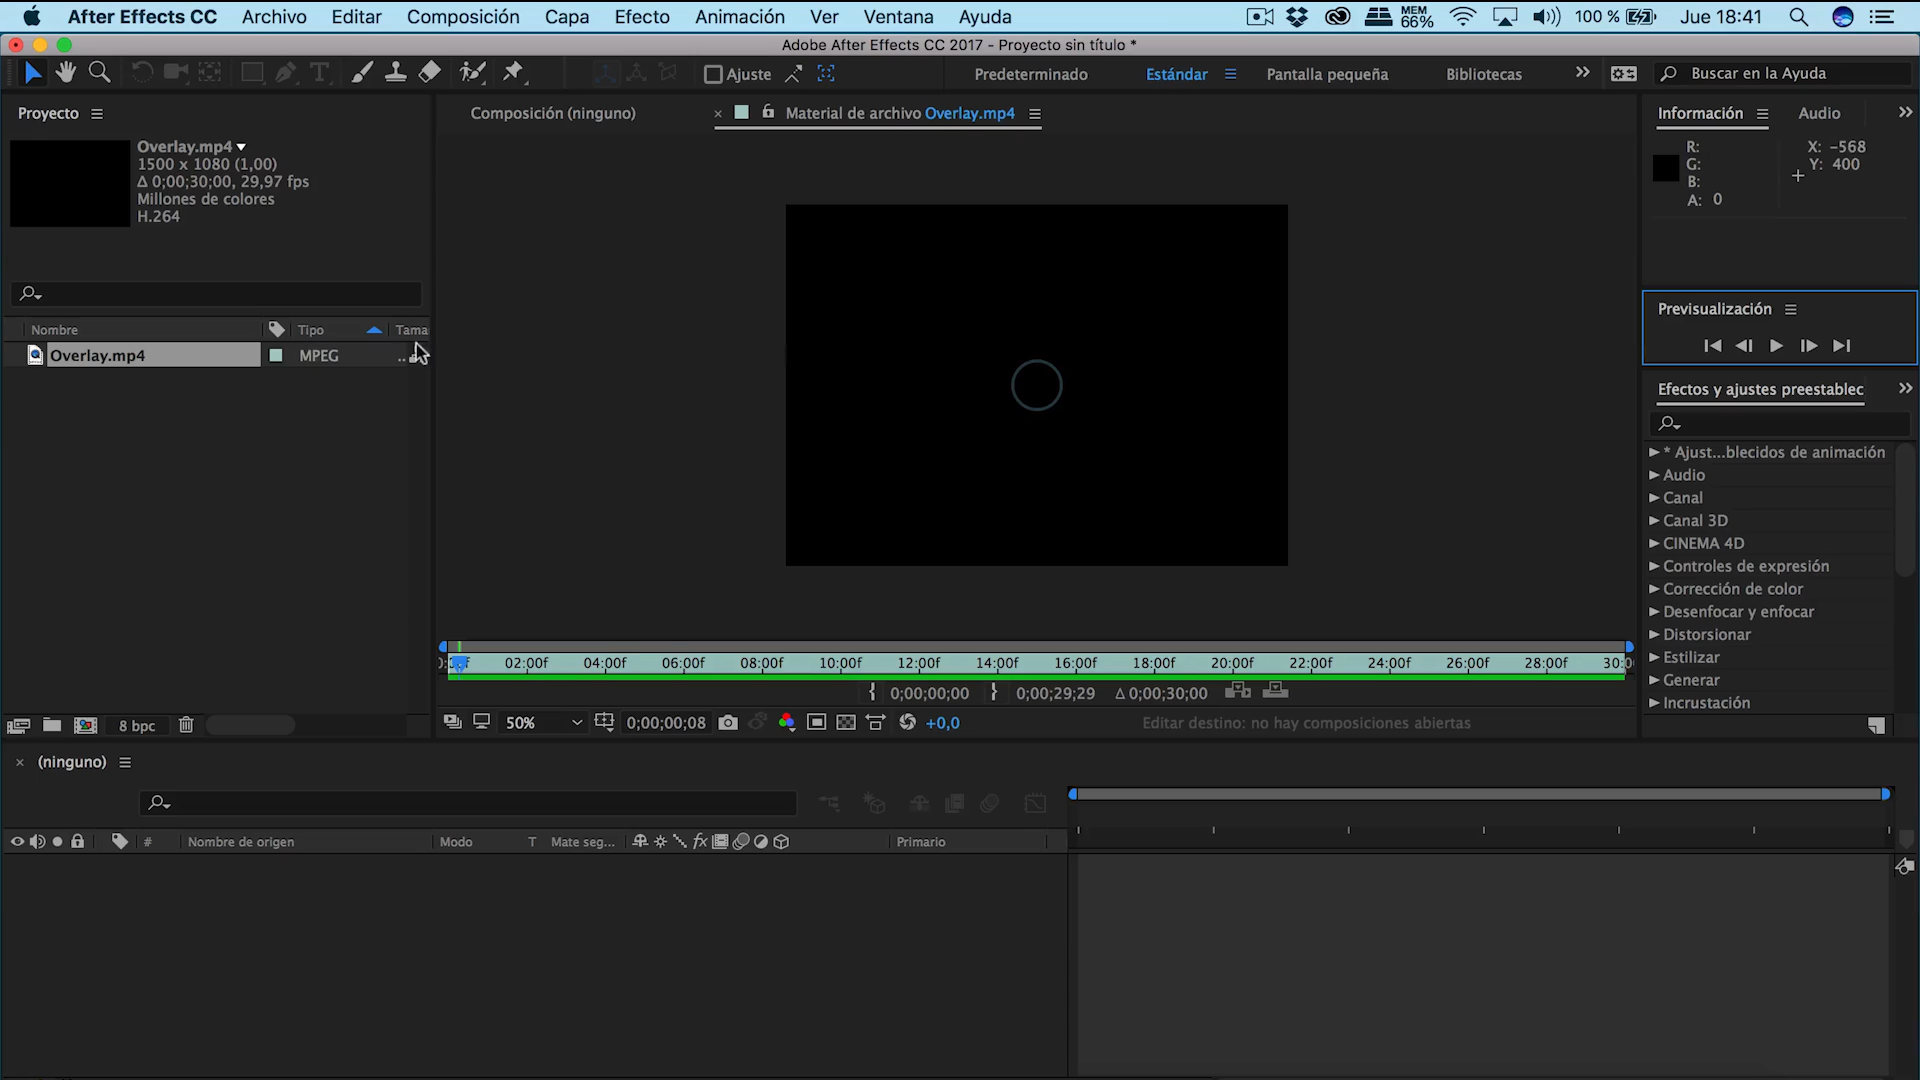 After Effects CC Archivo Editar Composición Capa Efecto Animación Ver Ventana Ayuda MEM 66% 100 % Jue 18:41
Adobe After Effects CC 2017 - Proyecto sin título *
Ajuste Predeterminado Estándar Pantalla pequeña Bibliotecas Buscar en la Ayuda
Proyecto
Overlay.mp4
1500 x 1080 (1,00)
Δ 0;00;30;00, 29,97 fps
Millones de colores
H.264
Nombre Tipo Tama
Overlay.mp4 MPEG ..
8 bpc
Composición (ninguno) × Material de archivo Overlay.mp4
02:00f 04:00f 06:00f 08:00f 10:00f 12:00f 14:00f 16:00f 18:00f 20:00f 22:00f 24:00f 26:00f 28:00f
{ 0;00;00;00 } 0;00;29;29 Δ 0;00;30;00
50% 0;00;00;08 +0,0 Editar destino: no hay composiciones abiertas
Información Audio
R: X: -568
G: Y: 400
B:
A: 0
Previsualización
Efectos y ajustes preestablec
* Ajust...blecidos de animación
Audio
Canal
Canal 3D
CINEMA 4D
Controles de expresión
Corrección de color
Desenfocar y enfocar
Distorsionar
Estilizar
Generar
Incrustación
× (ninguno)
# Nombre de origen Modo T Mate seg... fx Primario